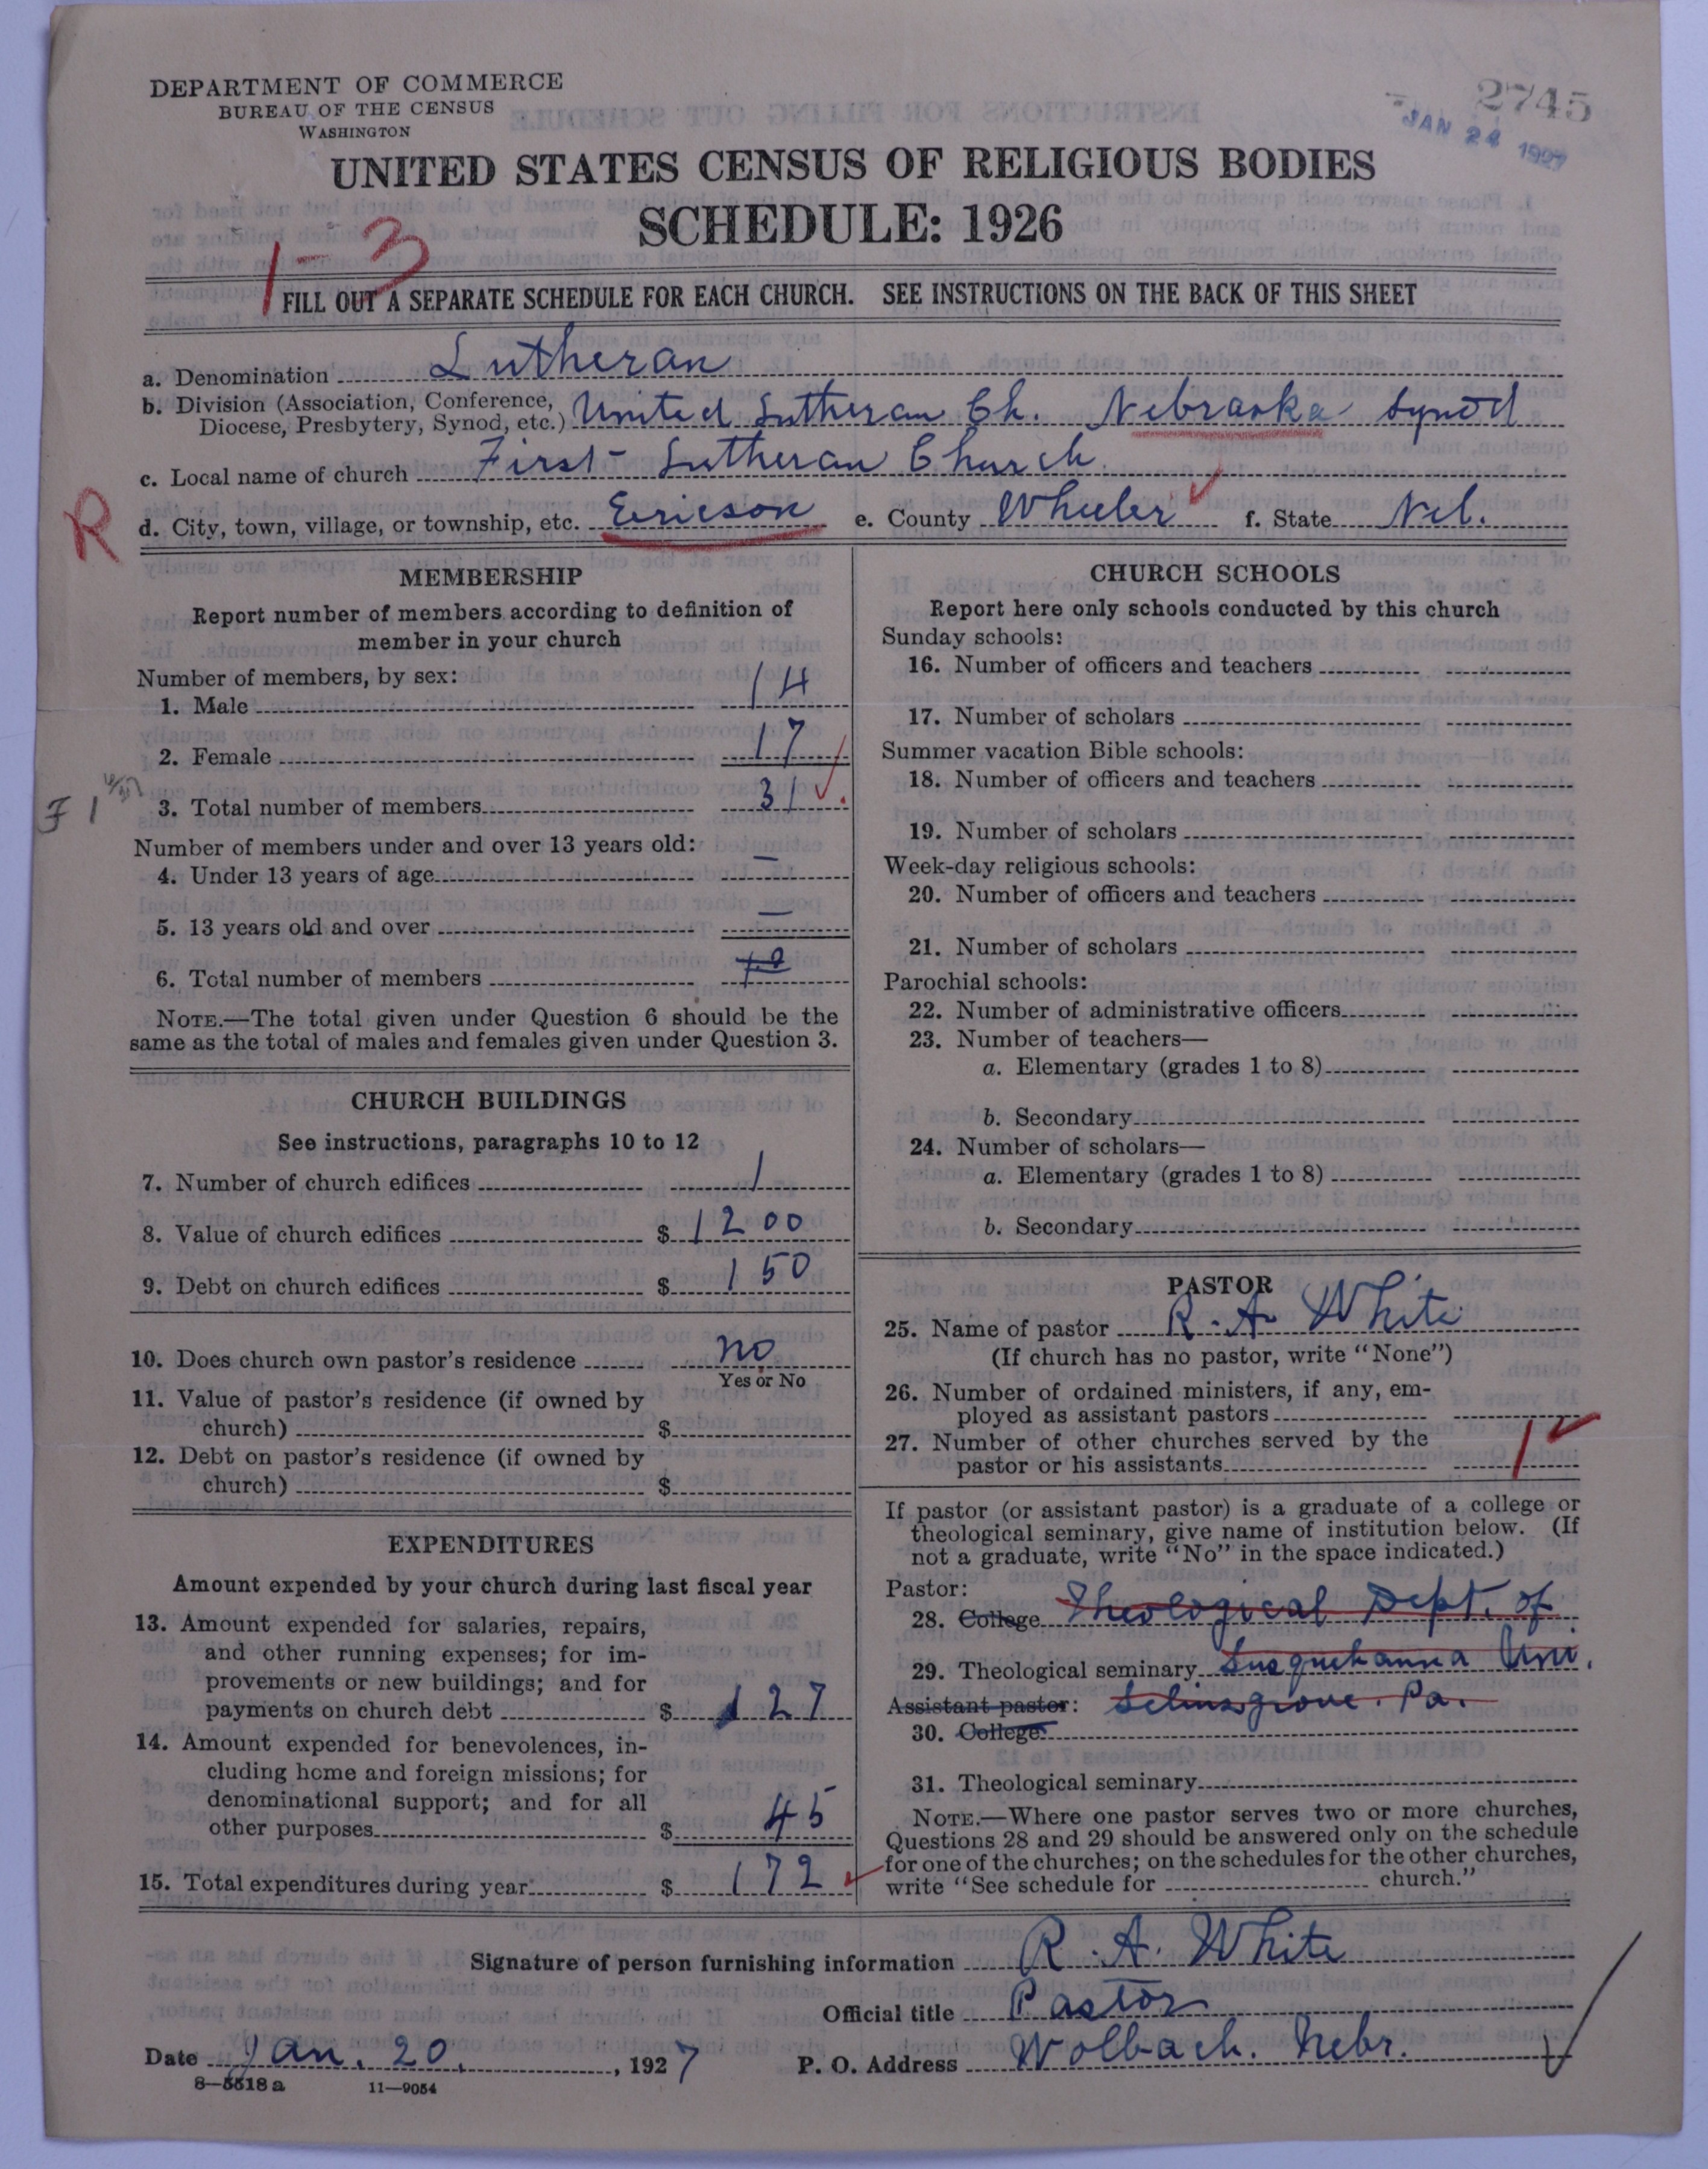 DEPARTMENT OF COMMERCE
BUREAU OF THE CENSUS
WASHINGTON
2745
JAN 24 1927
UNITED STATES CENSUS OF RELIGIOUS BODIES
SCHEDULE: 1926
1-3
FILL OUT A SEPARATE SCHEDULE FOR EACH CHURCH. SEE INSTRUCTIONS ON THE BACK OF THIS SHEET
a. Denomination Lutheran
b. Division (Association, Conference,
Diocese, Presbytery, Synod, etc.) United Lutheran Ch. Nebraska Synod
c. Local name of church First Lutheran Church
R
d. City, town, village, or township, etc. Ericson e. County Wheeler f. State Neb.
MEMBERSHIP
Report number of members according to definition of
member in your church
Number of members, by sex:
1. Male 14
2. Female 17
3. Total number of members 31
Number of members under and over 13 years old:
4. Under 13 years of age —
5. 13 years old and over —
6. Total number of members
NOTE.—The total given under Question 6 should be the
same as the total of males and females given under Question 3.
CHURCH BUILDINGS
See instructions, paragraphs 10 to 12
7. Number of church edifices 1
8. Value of church edifices $ 1200
9. Debt on church edifices $ 150
10. Does church own pastor's residence no
Yes or No
11. Value of pastor's residence (if owned by
church) $
12. Debt on pastor's residence (if owned by
church) $
EXPENDITURES
Amount expended by your church during last fiscal year
13. Amount expended for salaries, repairs,
and other running expenses; for im-
provements or new buildings; and for
payments on church debt $ 127
14. Amount expended for benevolences, in-
cluding home and foreign missions; for
denominational support; and for all
other purposes $ 45
15. Total expenditures during year $ 172
CHURCH SCHOOLS
Report here only schools conducted by this church
Sunday schools:
16. Number of officers and teachers
17. Number of scholars
Summer vacation Bible schools:
18. Number of officers and teachers
19. Number of scholars
Week-day religious schools:
20. Number of officers and teachers
21. Number of scholars
Parochial schools:
22. Number of administrative officers
23. Number of teachers—
a. Elementary (grades 1 to 8)
b. Secondary
24. Number of scholars—
a. Elementary (grades 1 to 8)
b. Secondary
PASTOR
25. Name of pastor R. A. White
(If church has no pastor, write "None")
26. Number of ordained ministers, if any, em-
ployed as assistant pastors
27. Number of other churches served by the
pastor or his assistants 1
If pastor (or assistant pastor) is a graduate of a college or
theological seminary, give name of institution below. (If
not a graduate, write "No" in the space indicated.)
Pastor:
28. College Theological Dept. of
29. Theological seminary Susquehanna Uni.
Assistant pastor: Selinsgrove. Pa.
30. College
31. Theological seminary
NOTE.—Where one pastor serves two or more churches,
Questions 28 and 29 should be answered only on the schedule
for one of the churches; on the schedules for the other churches,
write "See schedule for church."
Signature of person furnishing information R. A. White
Official title Pastor
Date Jan. 20, 1927 P. O. Address Wolbach. Nebr.
8—5518 a 11—9054